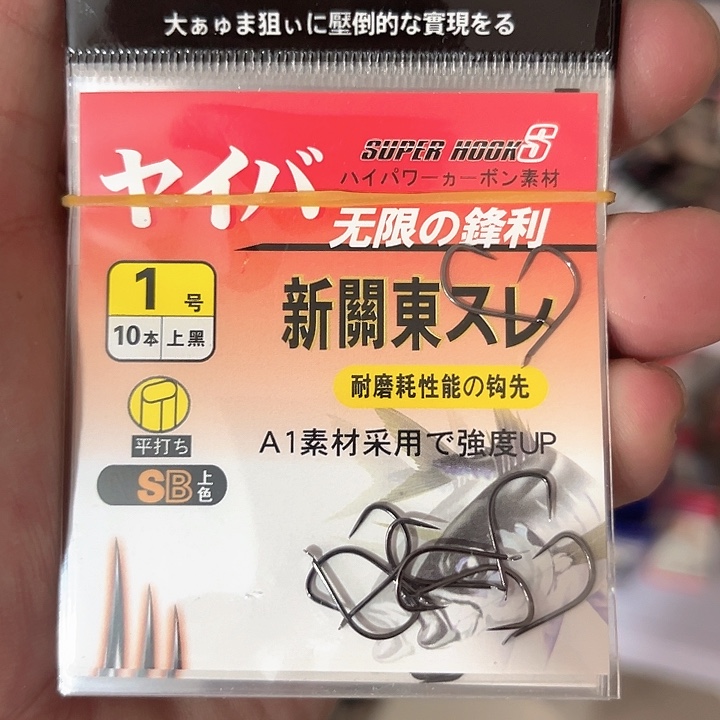 大ぁゅま狙ぃに壓倒的な實現をる
SUPER HOOK S
ヤイバ
ハイパワーヵーボン素材
无限の鋒利
1号
10本 上黑
新關東スレ
耐磨耗性能の钩先
平打ち
A1素材采用で強度UP
SB 上色